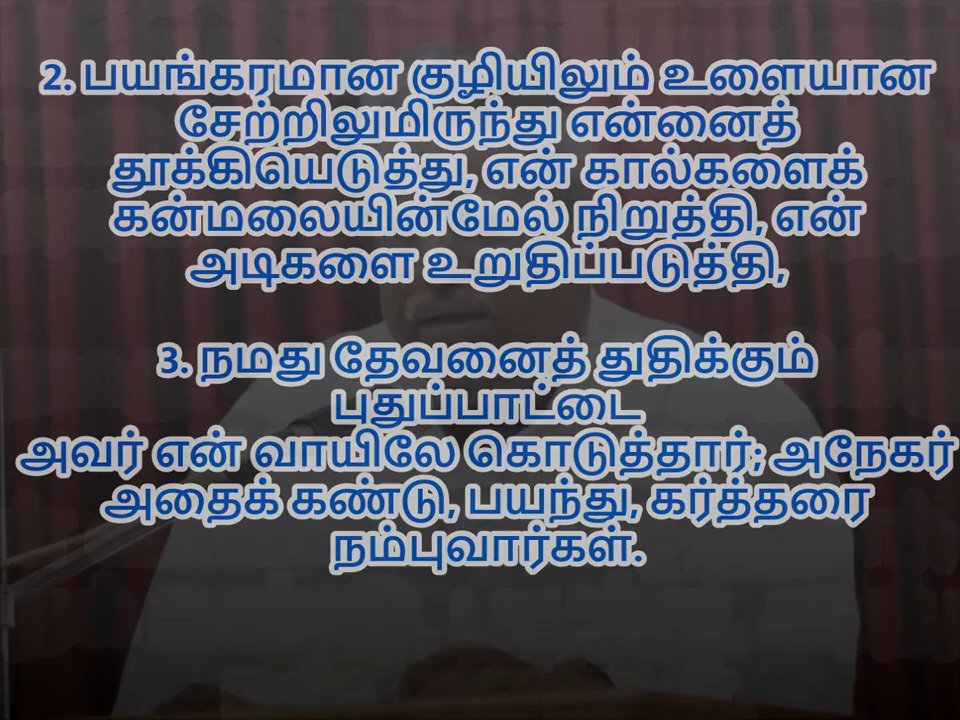 2. பயங்கரமான குழியிலும் உளையான
சேற்றிலுமிருந்து என்னைத்
தூக்கியெடுத்து, என் கால்களைக்
கன்மலையின்மேல் நிறுத்தி, என்
அடிகளை உறுதிப்படுத்தி,
3. நமது தேவனைத் துதிக்கும்
புதுப்பாட்டை
அவர் என் வாயிலே கொடுத்தார்; அநேகர்
அதைக் கண்டு, பயந்து, கர்த்தரை
நம்புவார்கள்.